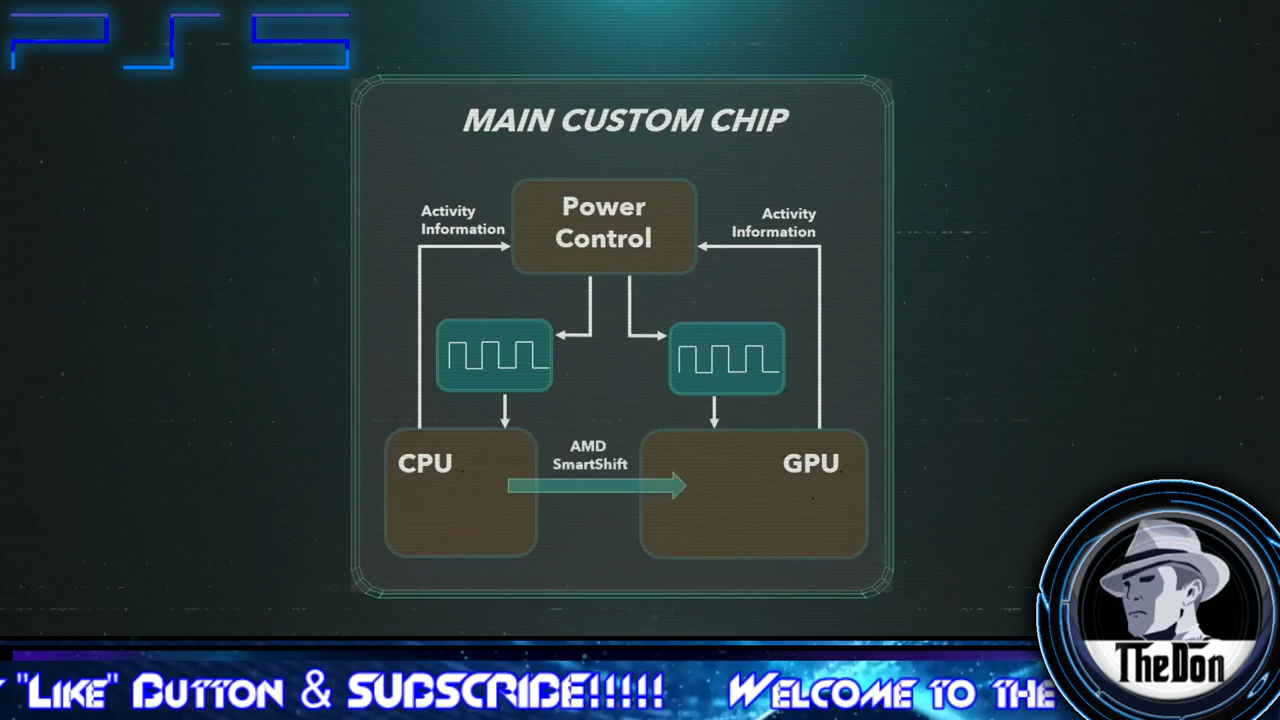 PS5
MAIN CUSTOM CHIP
Activity
Information
Power
Control
Activity
Information
CPU
AMD
SmartShift
GPU
"LIKE" BUTTON & SUBSCRIBE!!!!! WELCOME TO THE
THEDON